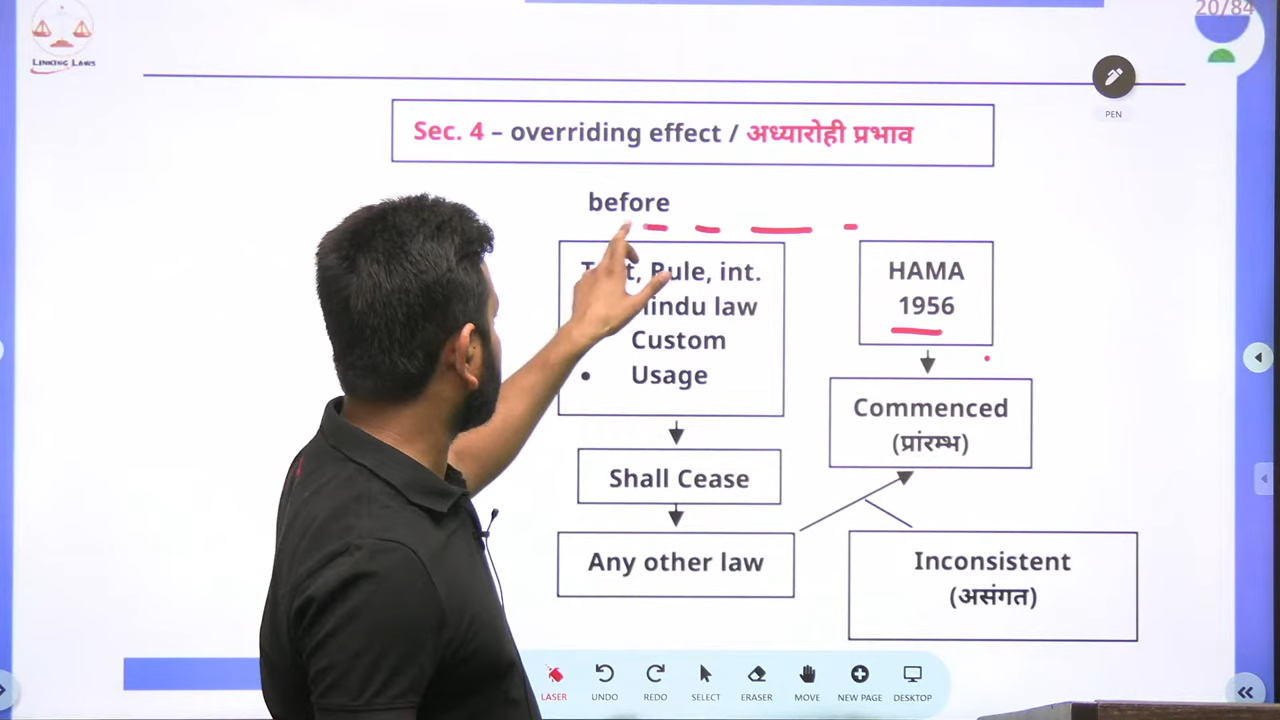 20/84
LINKING LAWS
PEN
Sec. 4 – overriding effect / अध्यारोही प्रभाव
before
Rule, int.
Hindu law
Custom
• Usage
HAMA
1956
Commenced
(प्रांरम्भ)
Shall Cease
Any other law
Inconsistent
(असंगत)
LASER
UNDO
REDO
SELECT
ERASER
MOVE
NEW PAGE
DESKTOP